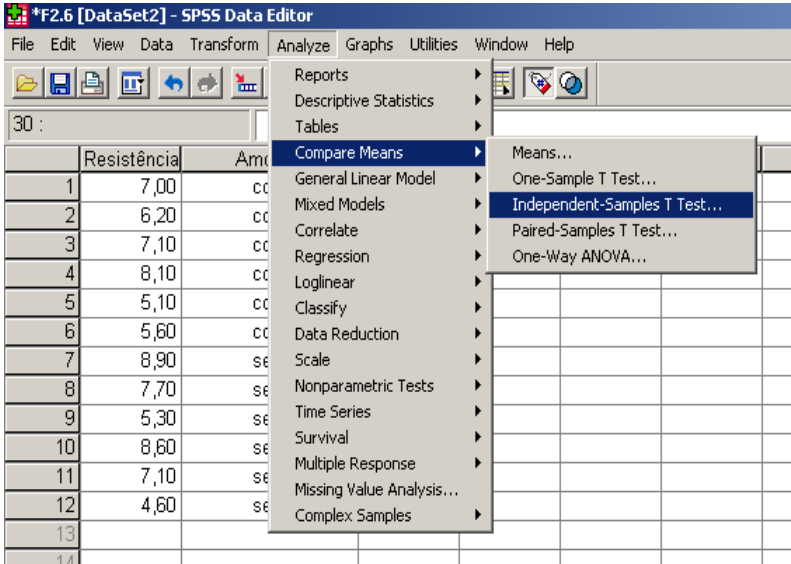 *F2.6 [DataSet2] - SPSS Data Editor
File Edit View Data Transform Analyze Graphs Utilities Window Help
30 :
Reports
Descriptive Statistics
Tables
Compare Means
General Linear Model
Mixed Models
Correlate
Regression
Loglinear
Classify
Data Reduction
Scale
Nonparametric Tests
Time Series
Survival
Multiple Response
Missing Value Analysis...
Complex Samples
Means...
One-Sample T Test...
Independent-Samples T Test...
Paired-Samples T Test...
One-Way ANOVA...
Resistência
1 7,00
2 6,20
3 7,10
4 8,10
5 5,10
6 5,60
7 8,90
8 7,70
9 5,30
10 8,60
11 7,10
12 4,60
13
14